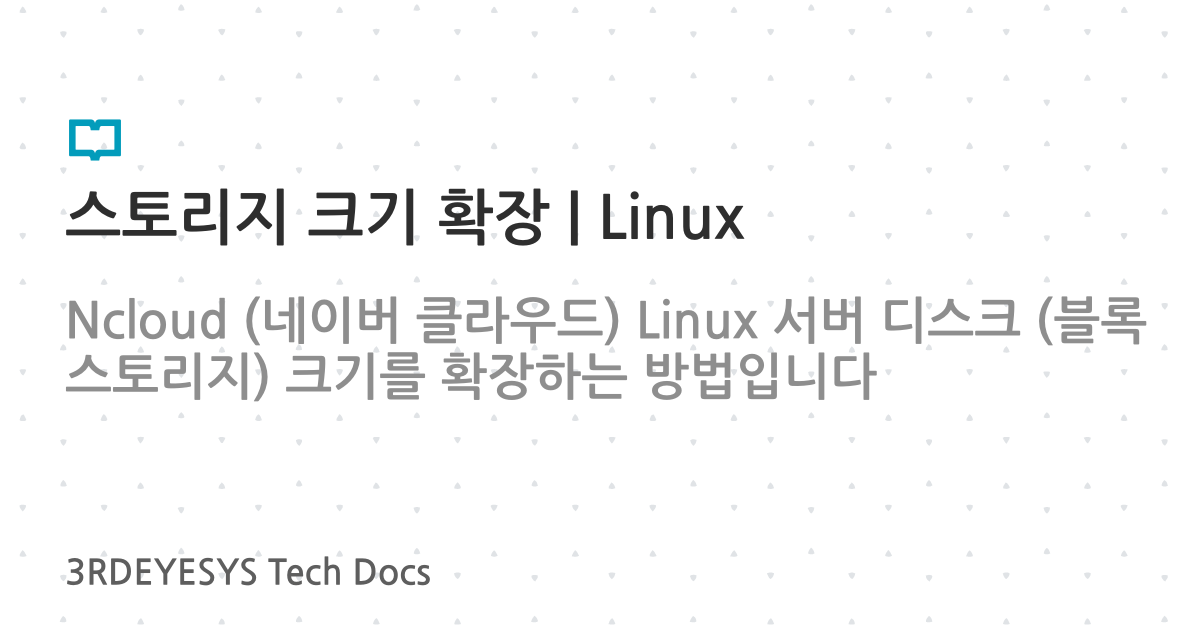 스토리지 크기 확장 | Linux
Ncloud (네이버 클라우드) Linux 서버 디스크 (블록
스토리지) 크기를 확장하는 방법입니다
3RDEYESYS Tech Docs